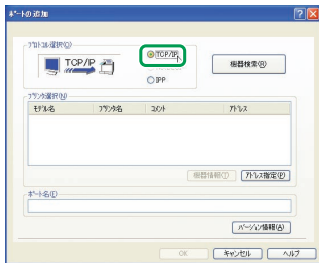 ポートの追加
プロトコル選択(O)
TCP/IP
TCP/IP
IPP
機器検索(R)
プリンタ選択(N)
モデル名 プリンタ名 コメント アドレス
機器情報(I)
アドレス指定(P)
ポート名(E)
バージョン情報(A)
OK
キャンセル
ヘルプ